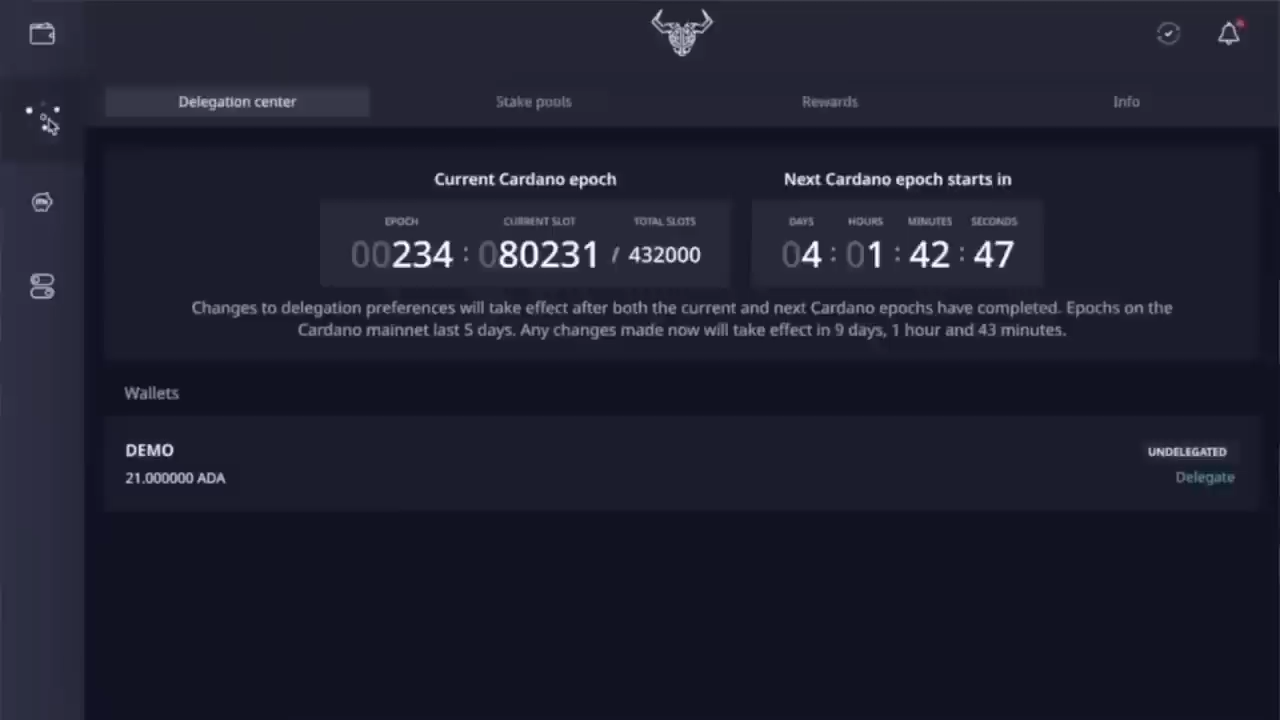 Delegation center
Stake pools
Rewards
Info
Current Cardano epoch
Next Cardano epoch starts in
EPOCH
CURRENT SLOT
TOTAL SLOTS
DAYS
HOURS
MINUTES
SECONDS
00234 : 080231 / 432000
04 : 01 : 42 : 47
Changes to delegation preferences will take effect after both the current and next Cardano epochs have completed. Epochs on the
Cardano mainnet last 5 days. Any changes made now will take effect in 9 days, 1 hour and 43 minutes.
Wallets
DEMO
UNDELEGATED
21.000000 ADA
Delegate